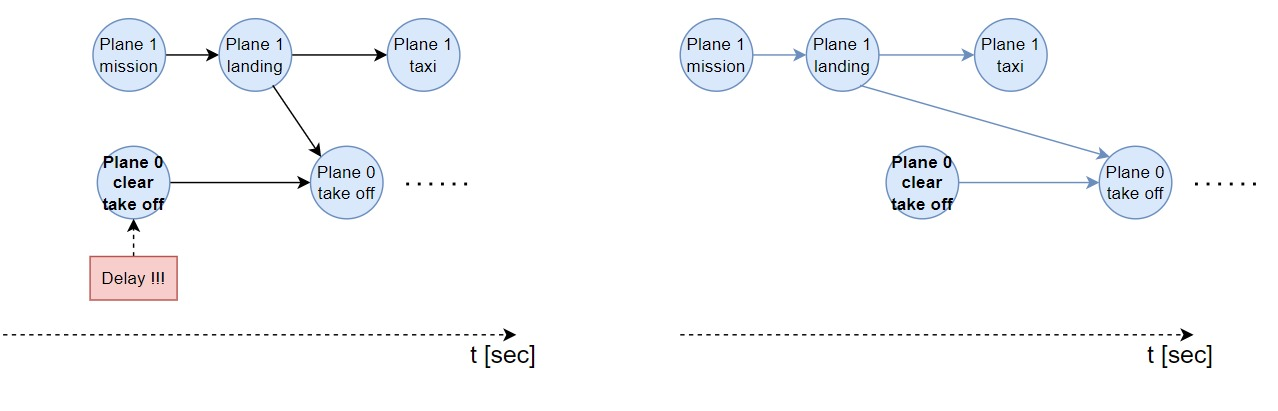 Plane 1
mission
Plane 1
landing
Plane 1
taxi
Plane 0
clear
take off
Plane 0
take off
......
Delay !!!
t [sec]
Plane 1
mission
Plane 1
landing
Plane 1
taxi
Plane 0
clear
take off
Plane 0
take off
......
t [sec]